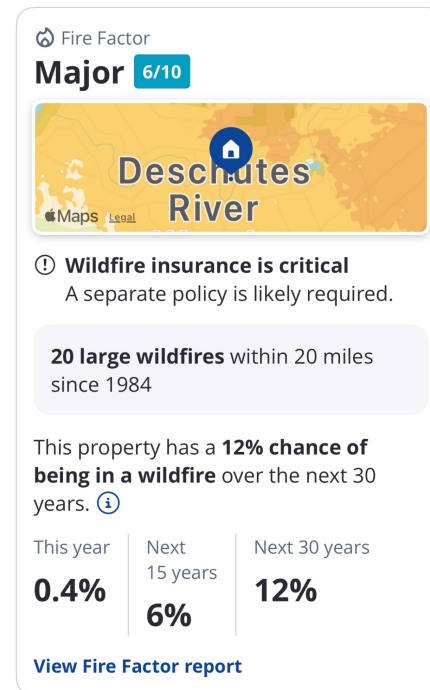 Fire Factor
Major 6/10
Deschutes
River
Maps Legal
Wildfire insurance is critical
A separate policy is likely required.
20 large wildfires within 20 miles
since 1984
This property has a 12% chance of
being in a wildfire over the next 30
years.
This year
0.4%
Next
15 years
6%
Next 30 years
12%
View Fire Factor report